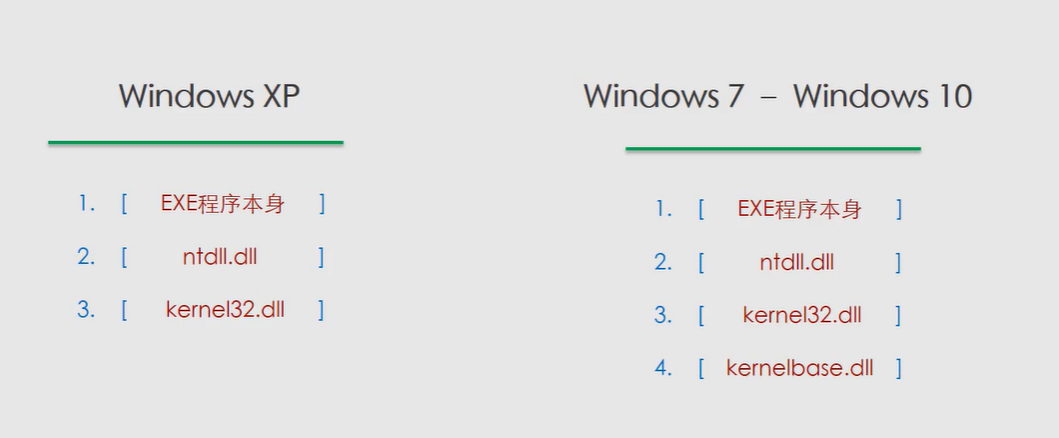 Windows XP
1. [ EXE程序本身 ]
2. [ ntdll.dll ]
3. [ kernel32.dll ]
Windows 7 – Windows 10
1. [ EXE程序本身 ]
2. [ ntdll.dll ]
3. [ kernel32.dll ]
4. [ kernelbase.dll ]